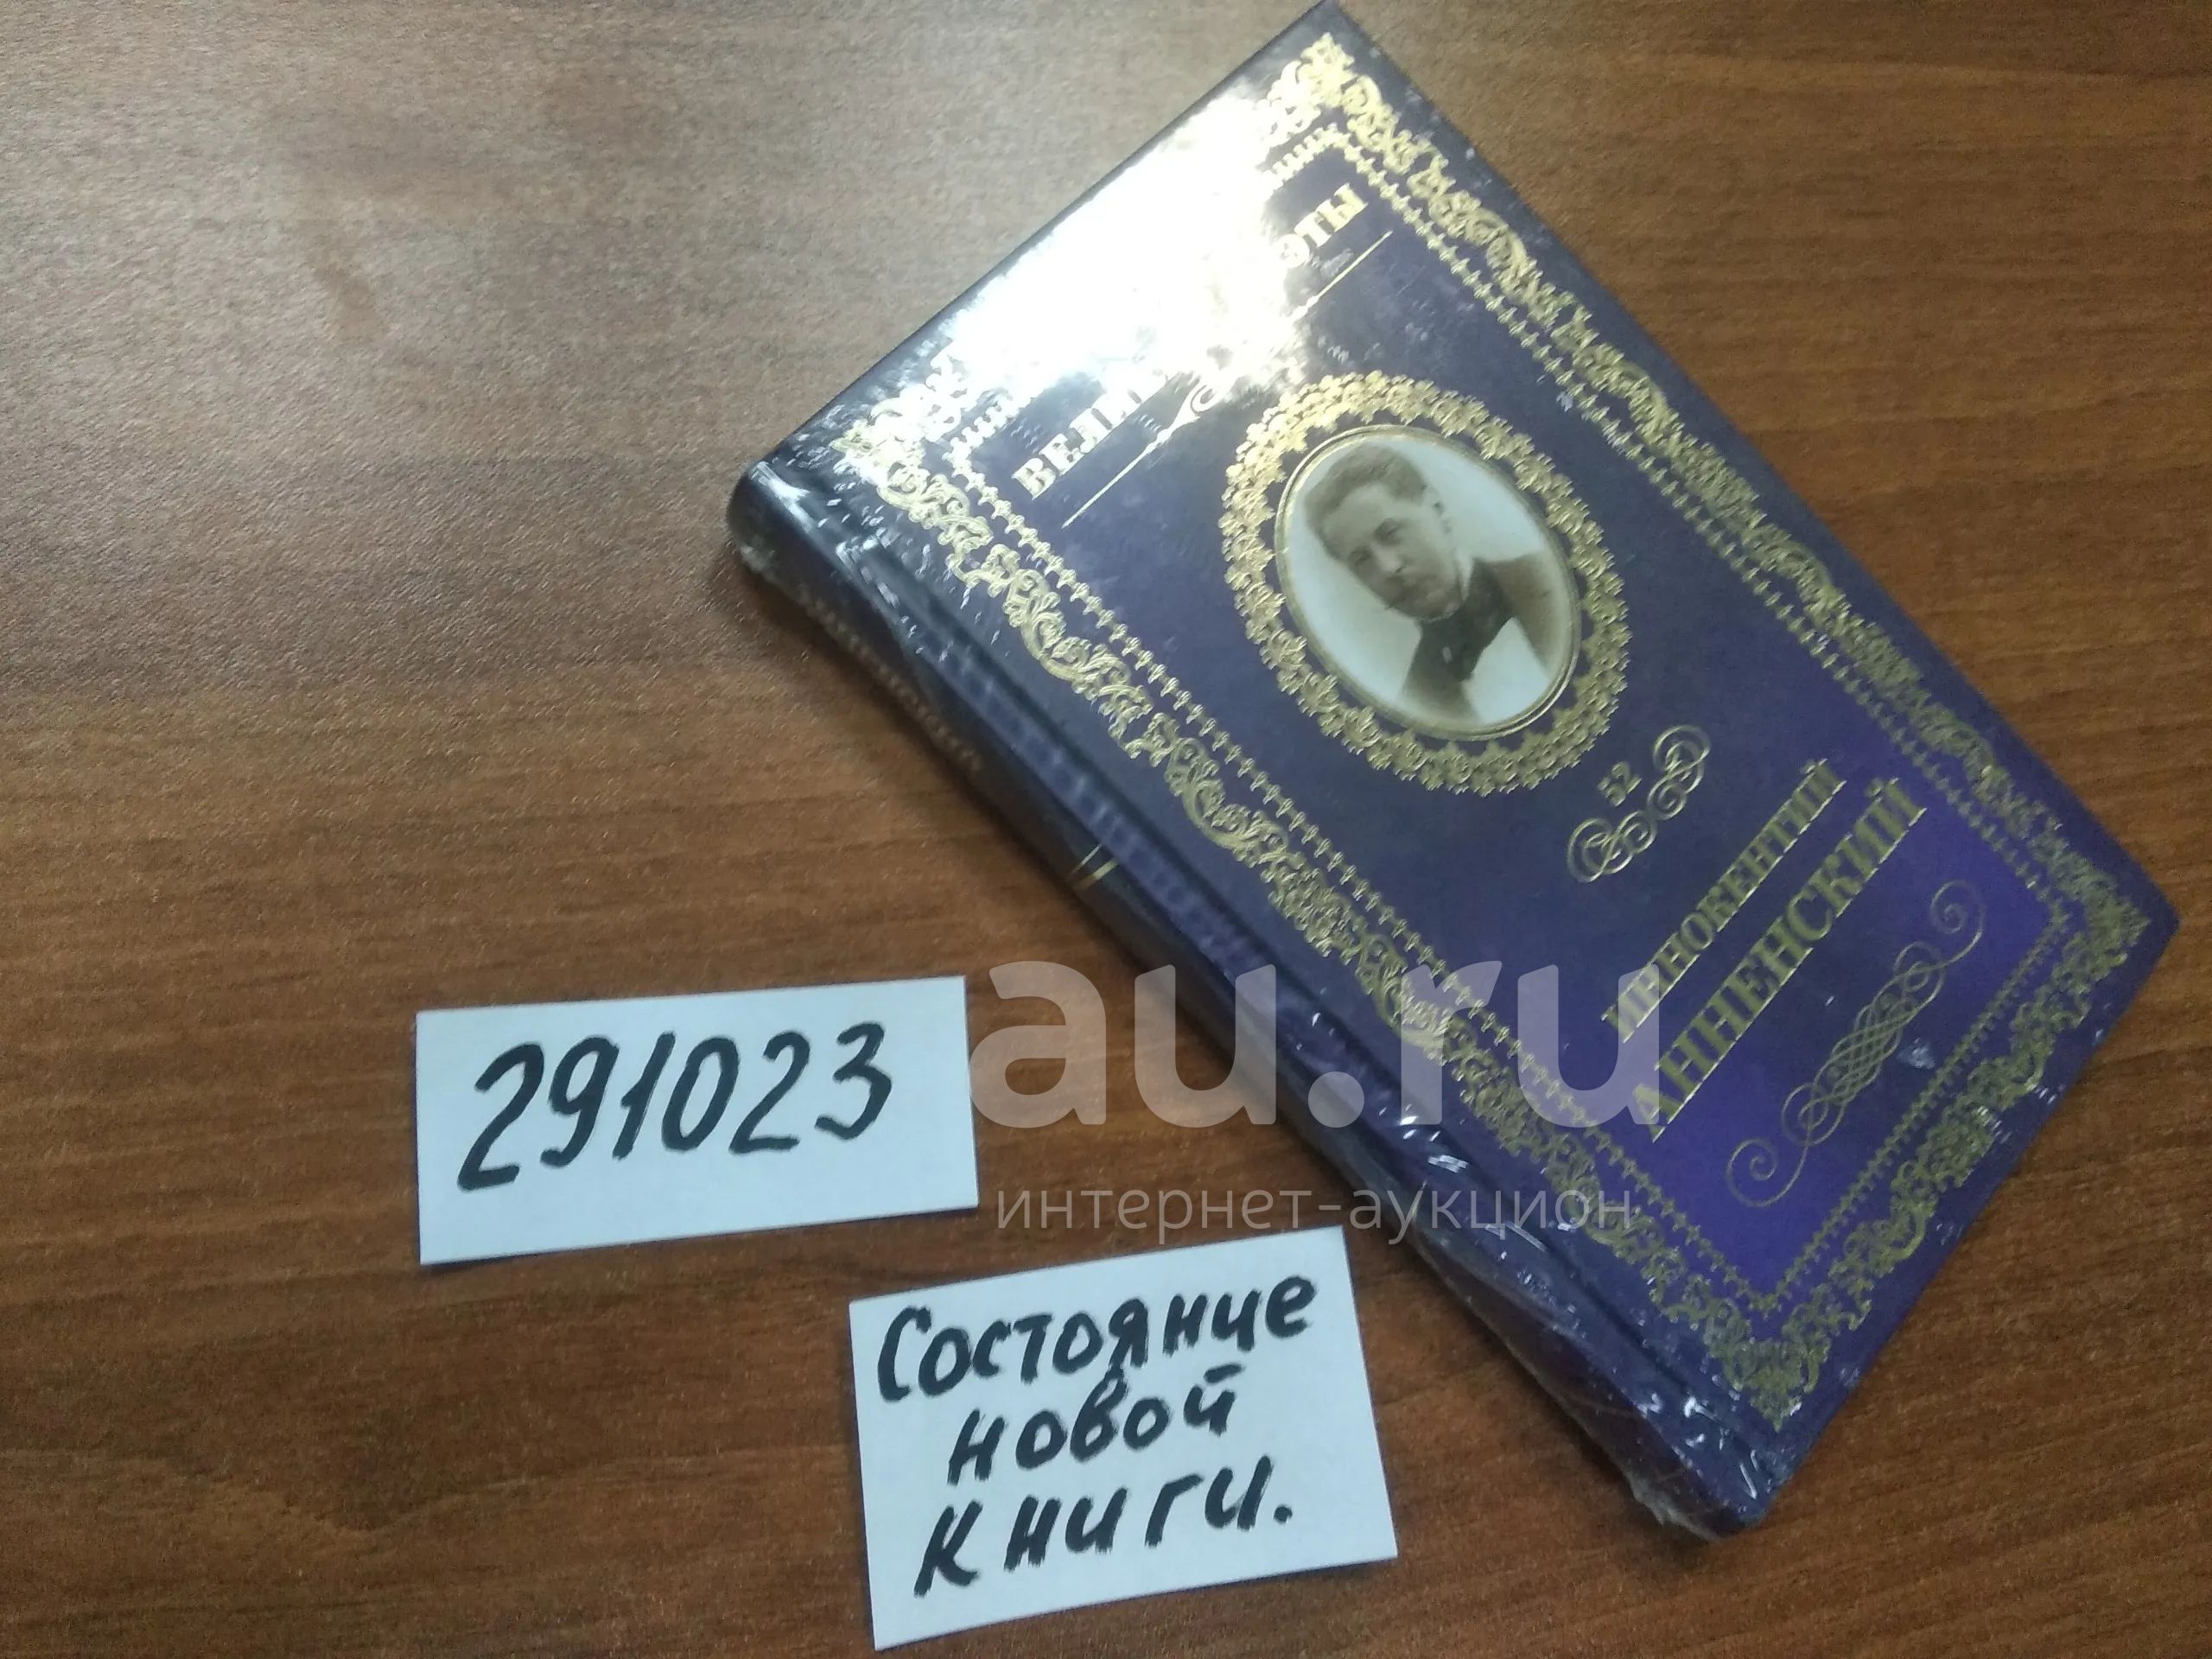 52
ИННОКЕНТИЙ
АННЕНСКИЙ
291023
au.ru
интернет-аукцион
Состояние
новой
книги.